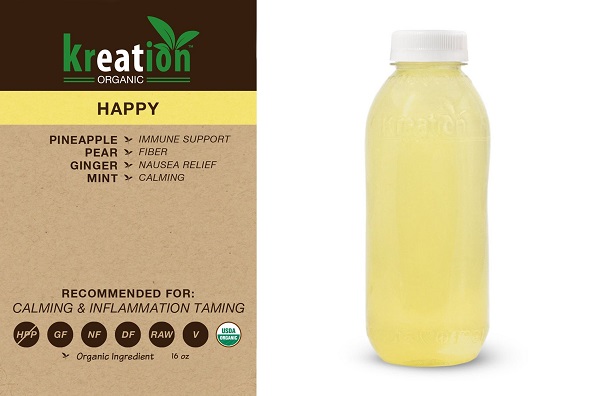 kreation™
ORGANIC
HAPPY
PINEAPPLE IMMUNE SUPPORT
PEAR FIBER
GINGER NAUSEA RELIEF
MINT CALMING
RECOMMENDED FOR:
CALMING & INFLAMMATION TAMING
HPP GF NF DF RAW V USDA ORGANIC
Organic Ingredient 16 oz
kreation